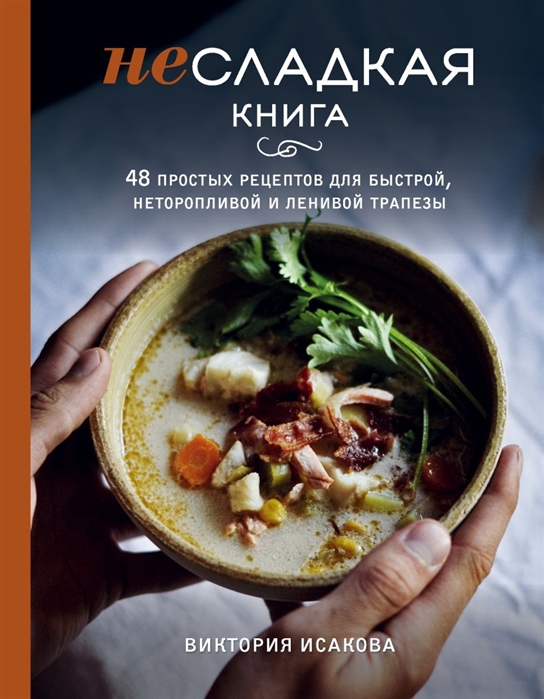 неСЛАДКАЯ
КНИГА
48 ПРОСТЫХ РЕЦЕПТОВ ДЛЯ БЫСТРОЙ,
НЕТОРОПЛИВОЙ И ЛЕНИВОЙ ТРАПЕЗЫ
ВИКТОРИЯ ИСАКОВА